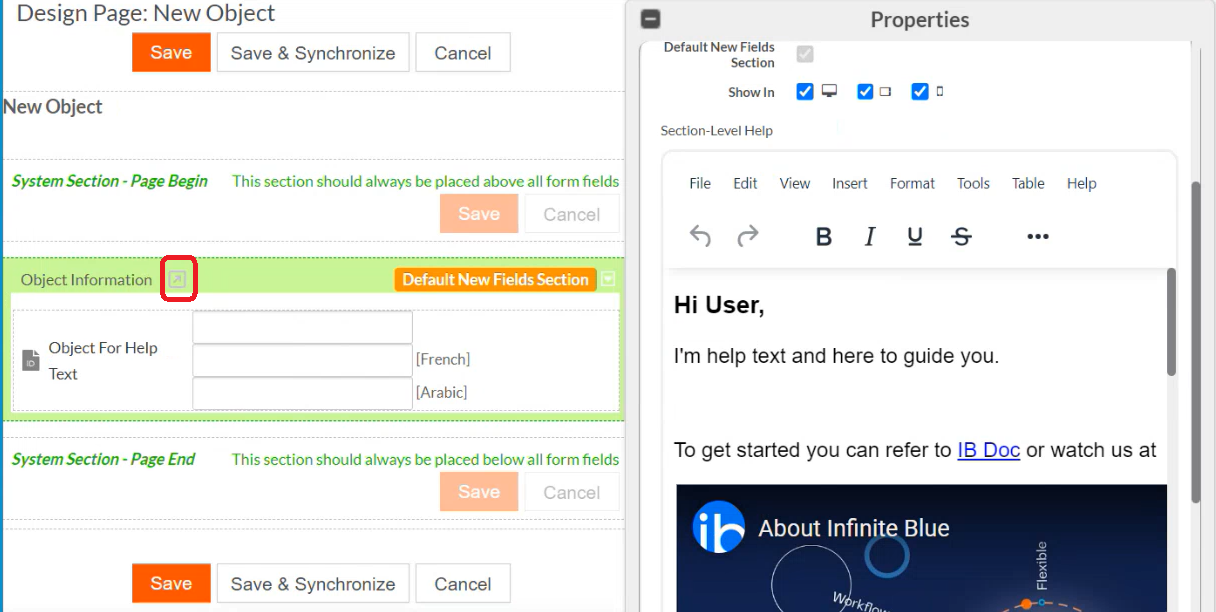 Design Page: New Object
Save Save & Synchronize Cancel
New Object
System Section - Page Begin This section should always be placed above all form fields
Save Cancel
Object Information Default New Fields Section
Object For Help
Text
ID
[French]
[Arabic]
System Section - Page End This section should always be placed below all form fields
Save Cancel
Save Save & Synchronize Cancel
Properties
Default New Fields
Section
Show In
Section-Level Help
File Edit View Insert Format Tools Table Help
B I U S
Hi User,
I'm help text and here to guide you.
To get started you can refer to IB Doc or watch us at
ib About Infinite Blue
Workflow
Flexible